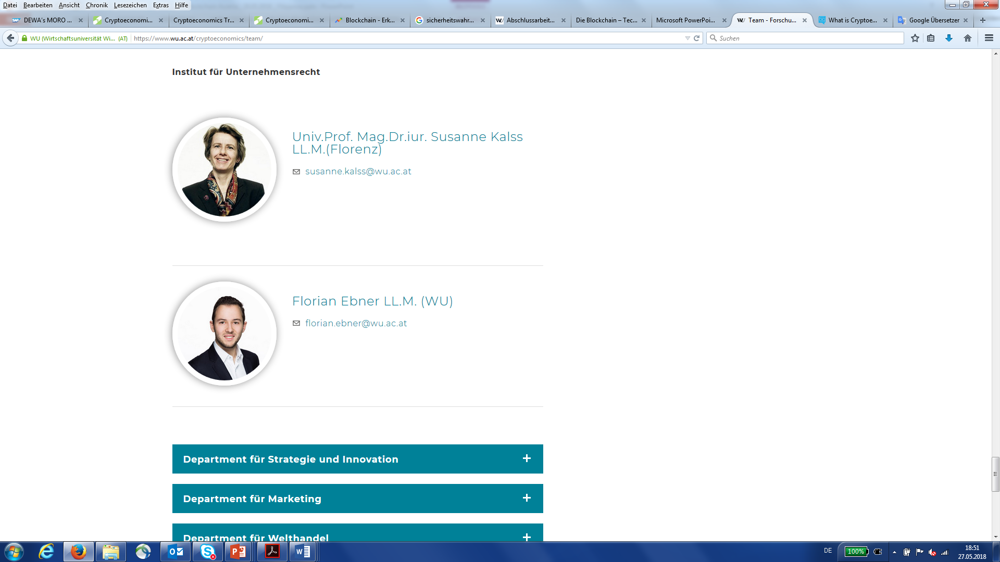 Datei Bearbeiten Ansicht Chronik Lesezeichen Extras Hilfe
DEWA's MORO ... Cryptoeconomi... Cryptoeconomics Tr... Cryptoeconomi... Blockchain - Erk... sicherheitswahr... Abschlussarbeit... Die Blockchain – Tec... Microsoft PowerPoi... Team - Forschu... What is Cryptoe... Google Übersetzer
WU (Wirtschaftsuniversität Wi... (AT) https://www.wu.ac.at/cryptoeconomics/team/ Suchen
Institut für Unternehmensrecht
Univ.Prof. Mag.Dr.iur. Susanne Kalss
LL.M.(Florenz)
susanne.kalss@wu.ac.at
Florian Ebner LL.M. (WU)
florian.ebner@wu.ac.at
Department für Strategie und Innovation
Department für Marketing
Department für Welthandel
DE 100% 18:51
27.05.2018